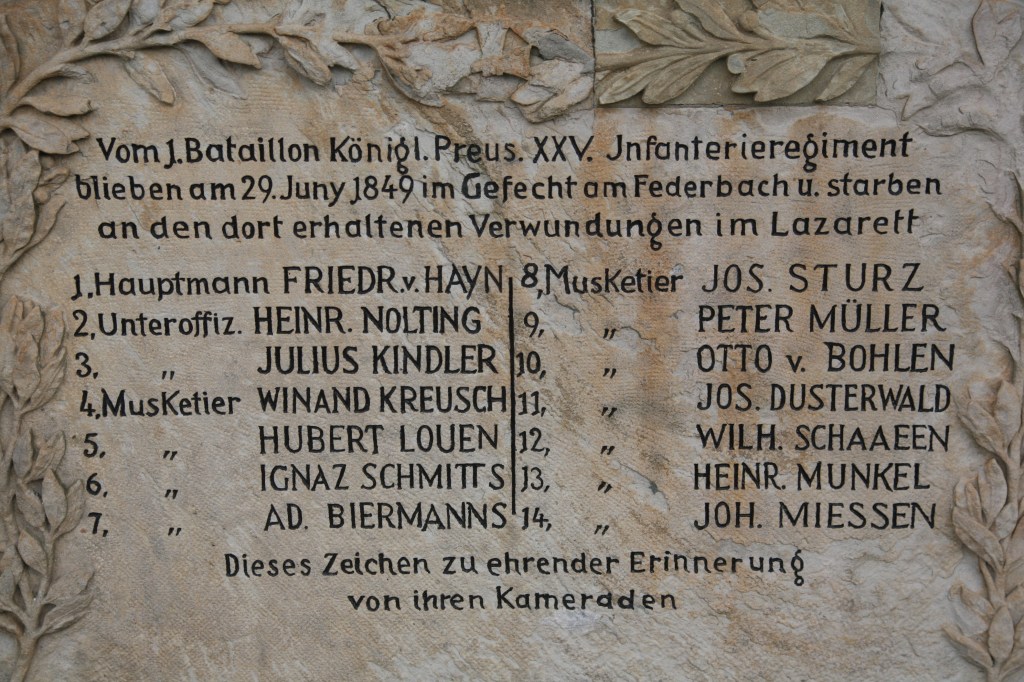 Vom 1. Bataillon Königl. Preus. XXV. Jnfanterieregiment
blieben am 29. Juny 1849 im Gefecht am Federbach u. starben
an den dort erhaltenen Verwundungen im Lazarett
1, Hauptmann FRIEDR. v. HAYN
2, Unteroffiz. HEINR. NOLTING
3, „ JULIUS KINDLER
4, Musketier WINAND KREUSCH
5, „ HUBERT LOUEN
6, „ IGNAZ SCHMITTS
7, „ AD. BIERMANNS
8, Musketier JOS. STURZ
9, „ PETER MÜLLER
10, „ OTTO v. BOHLEN
11, „ JOS. DUSTERWALD
12, „ WILH. SCHAAEEN
13, „ HEINR. MUNKEL
14, „ JOH. MIESSEN
Dieses Zeichen zu ehrender Erinnerung
von ihren Kameraden